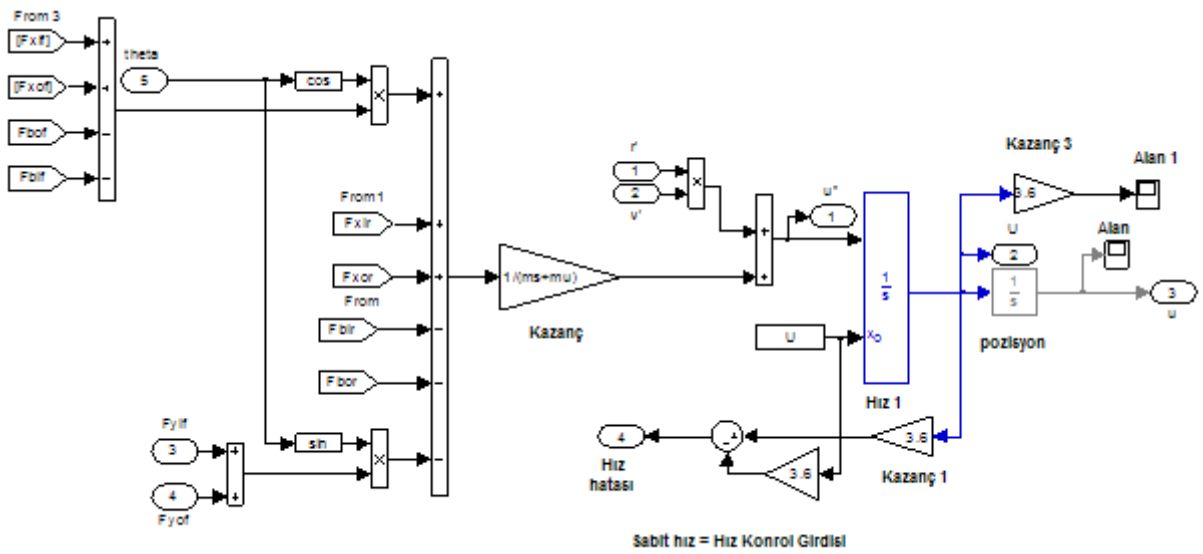 From 3
[Fxif]
[Fxof]
Fbof
Fbif
theta
5
cos
×
From 1
Fxir
Fxor
From
Fbir
Fbor
Fyif
3
4
Fyof
sin
×
1/(ms+mu)
Kazanç
r'
1
2
v'
×
u''
1
U
1
s
xo
Hız 1
Kazanç 3
3.6
Alan 1
U
2
Alan
1
s
pozisyon
3
u
4
Hız
hatası
3.6
3.6
Kazanç 1
Sabit hız = Hız Konrol Girdisi